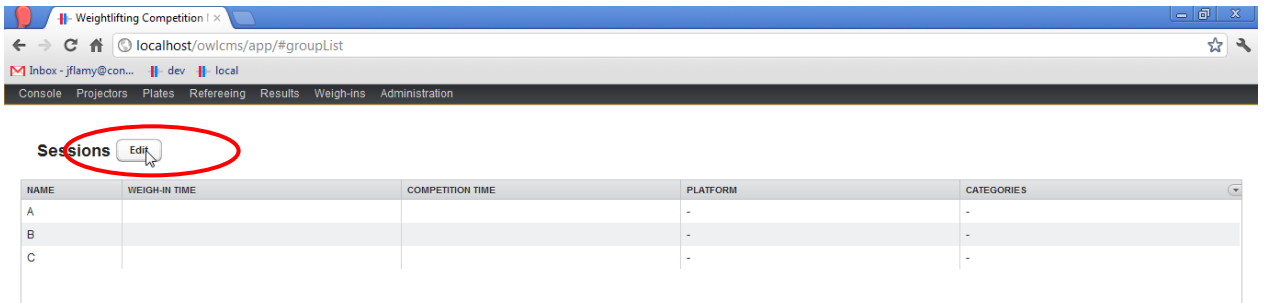 Weightlifting Competition
localhost/owlcms/app/#groupList
Inbox - jflamy@con... dev local
Console Projectors Plates Refereeing Results Weigh-ins Administration
Sessions Edit
NAME WEIGH-IN TIME COMPETITION TIME PLATFORM CATEGORIES
A - -
B - -
C - -